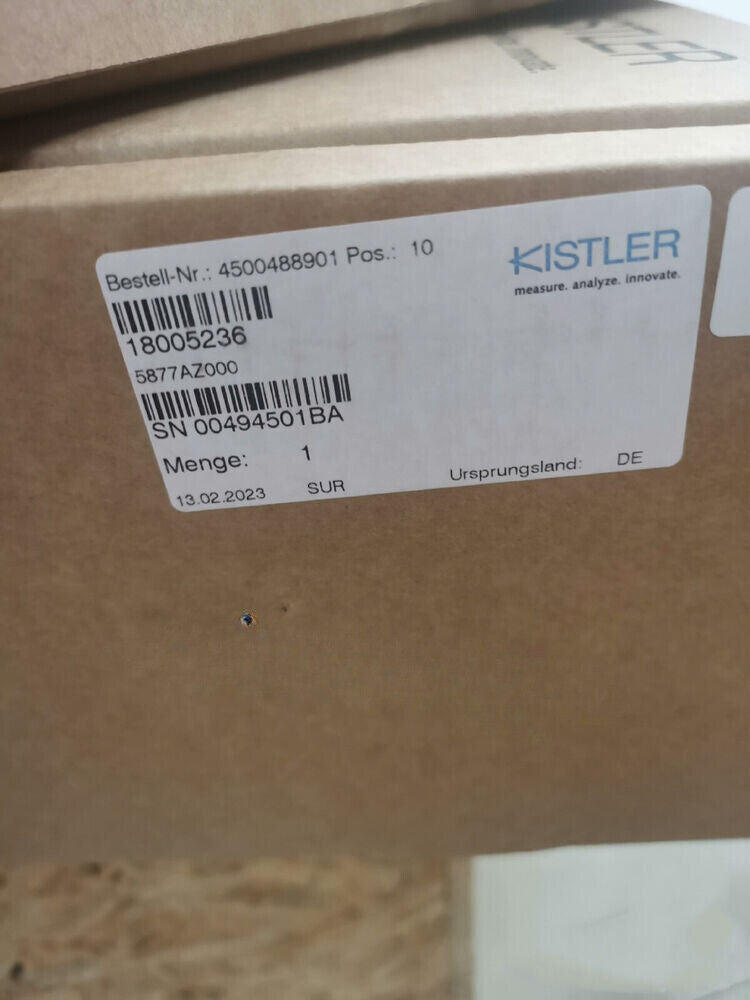 Bestell-Nr.: 4500488901 Pos.: 10
KISTLER
measure. analyze. innovate.
18005236
5877AZ000
SN 00494501BA
Menge: 1
13.02.2023 SUR Ursprungsland: DE